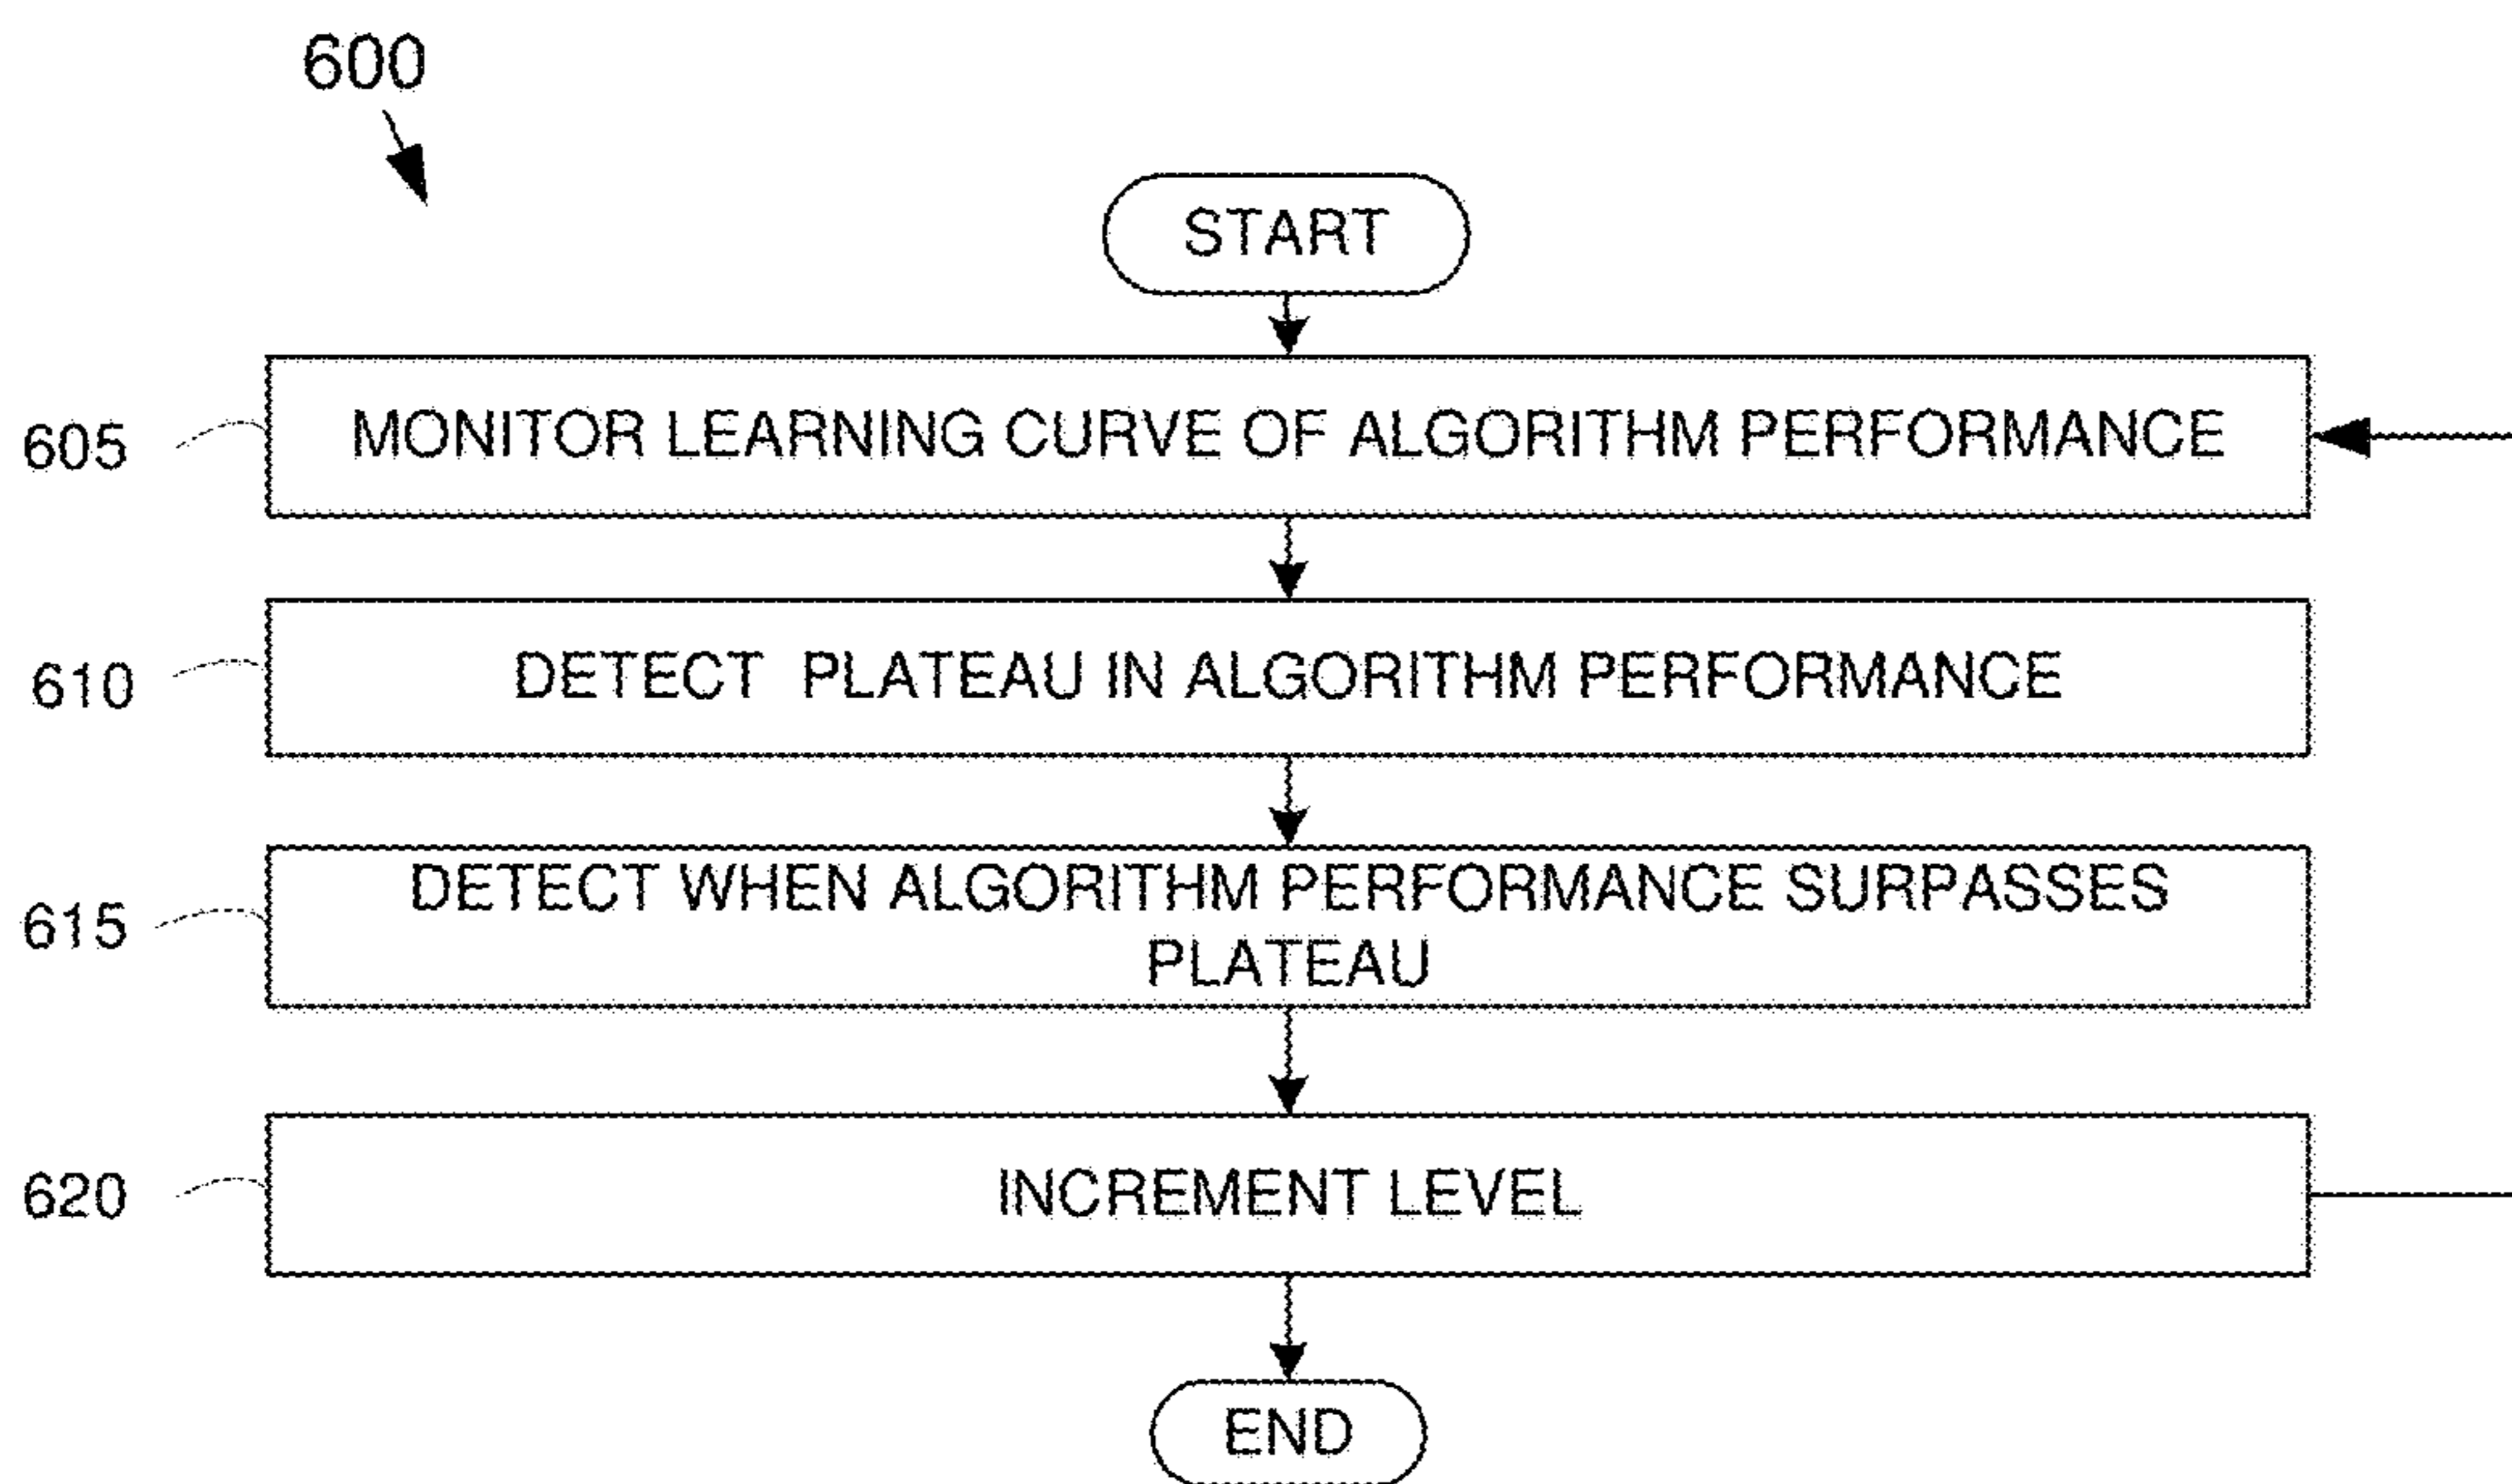 600
START
605
MONITOR LEARNING CURVE OF ALGORITHM PERFORMANCE
610
DETECT PLATEAU IN ALGORITHM PERFORMANCE
615
DETECT WHEN ALGORITHM PERFORMANCE SURPASSES
PLATEAU
620
INCREMENT LEVEL
END